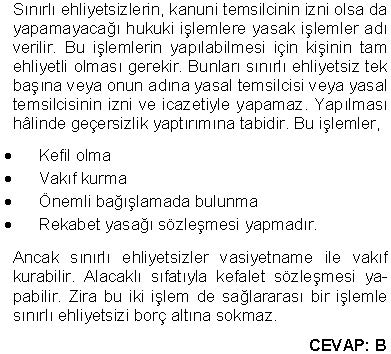 Sınırlı ehliyetsizlerin, kanuni temsilcinin izni olsa da
yapamayacağı hukuki işlemlere yasak işlemler adı
verilir. Bu işlemlerin yapılabilmesi için kişinin tam
ehliyetli olması gerekir. Bunları sınırlı ehliyetsiz tek
başına veya onun adına yasal temsilcisi veya yasal
temsilcisinin izni ve icazetiyle yapamaz. Yapılması
hâlinde geçersizlik yaptırımına tabidir. Bu işlemler,
• Kefil olma
• Vakıf kurma
• Önemli bağışlamada bulunma
• Rekabet yasağı sözleşmesi yapmadır.
Ancak sınırlı ehliyetsizler vasiyetname ile vakıf
kurabilir. Alacaklı sıfatıyla kefalet sözleşmesi ya-
pabilir. Zira bu iki işlem de sağlararası bir işlemle
sınırlı ehliyetsizi borç altına sokmaz.
CEVAP: B